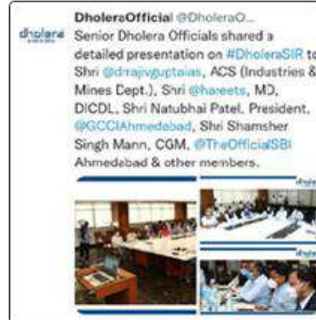 DholeraOfficial @DholeraO...
dholera
Senior Dholera Officials shared a
detailed presentation on #DholeraSIR to
Shri @drrajivguptaias, ACS (Industries &
Mines Dept.), Shri @hareets, MD,
DICDL, Shri Natubhai Patel, President,
@GCCIAhmedabad, Shri Shamsher
Singh Mann, CGM, @TheOfficialSBI
Ahmedabad & other members.